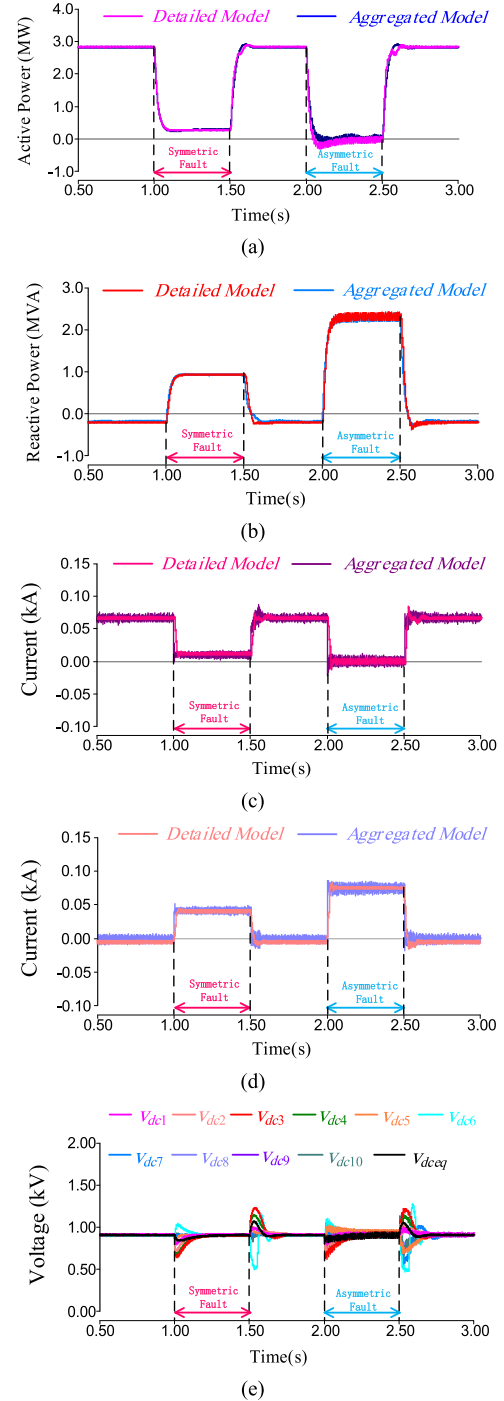 Detailed Model Aggregated Model
Active Power (MW)
4.0
3.0
2.0
1.0
0.0
-1.0
Symmetric Fault
Asymmetric Fault
0.50 1.00 1.50 2.00 2.50 3.00
Time(s)
(a)
Detailed Model Aggregated Model
Reactive Power (MVA)
3.0
2.0
1.0
0.0
-1.0
Symmetric Fault
Asymmetric Fault
0.50 1.00 1.50 2.00 2.50 3.00
Time(s)
(b)
Detailed Model Aggregated Model
Current (kA)
0.15
0.10
0.05
0.00
-0.05
-0.10
Symmetric Fault
Asymmetric Fault
0.50 1.00 1.50 2.00 2.50 3.00
Time(s)
(c)
Detailed Model Aggregated Model
Current (kA)
0.15
0.10
0.05
0.00
-0.05
-0.10
Symmetric Fault
Asymmetric Fault
0.50 1.00 1.50 2.00 2.50 3.00
Time(s)
(d)
Vdc1 Vdc2 Vdc3 Vdc4 Vdc5 Vdc6
Vdc7 Vdc8 Vdc9 Vdc10 Vdceq
Voltage (kV)
2.00
1.50
1.00
0.50
0.00
Symmetric Fault
Asymmetric Fault
0.50 1.00 1.50 2.00 2.50 3.00
Time(s)
(e)